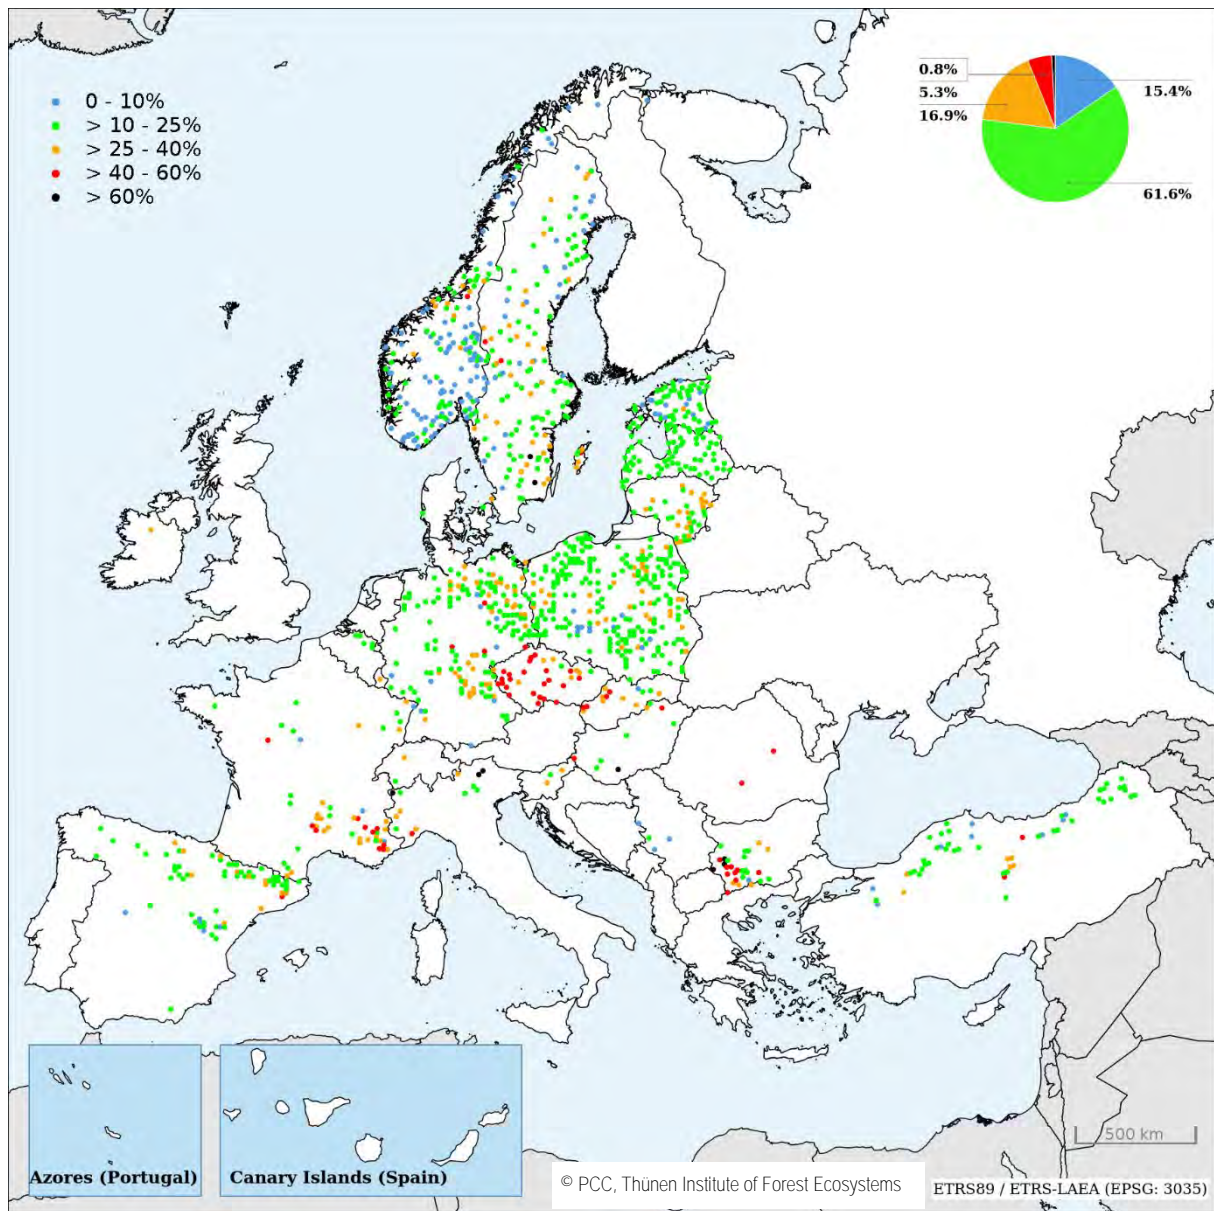 0 - 10%
> 10 - 25%
> 25 - 40%
> 40 - 60%
> 60%
0.8%
5.3%
16.9%
15.4%
61.6%
Azores (Portugal)
Canary Islands (Spain)
500 km
© PCC, Thünen Institute of Forest Ecosystems
ETRS89 / ETRS-LAEA (EPSG: 3035)